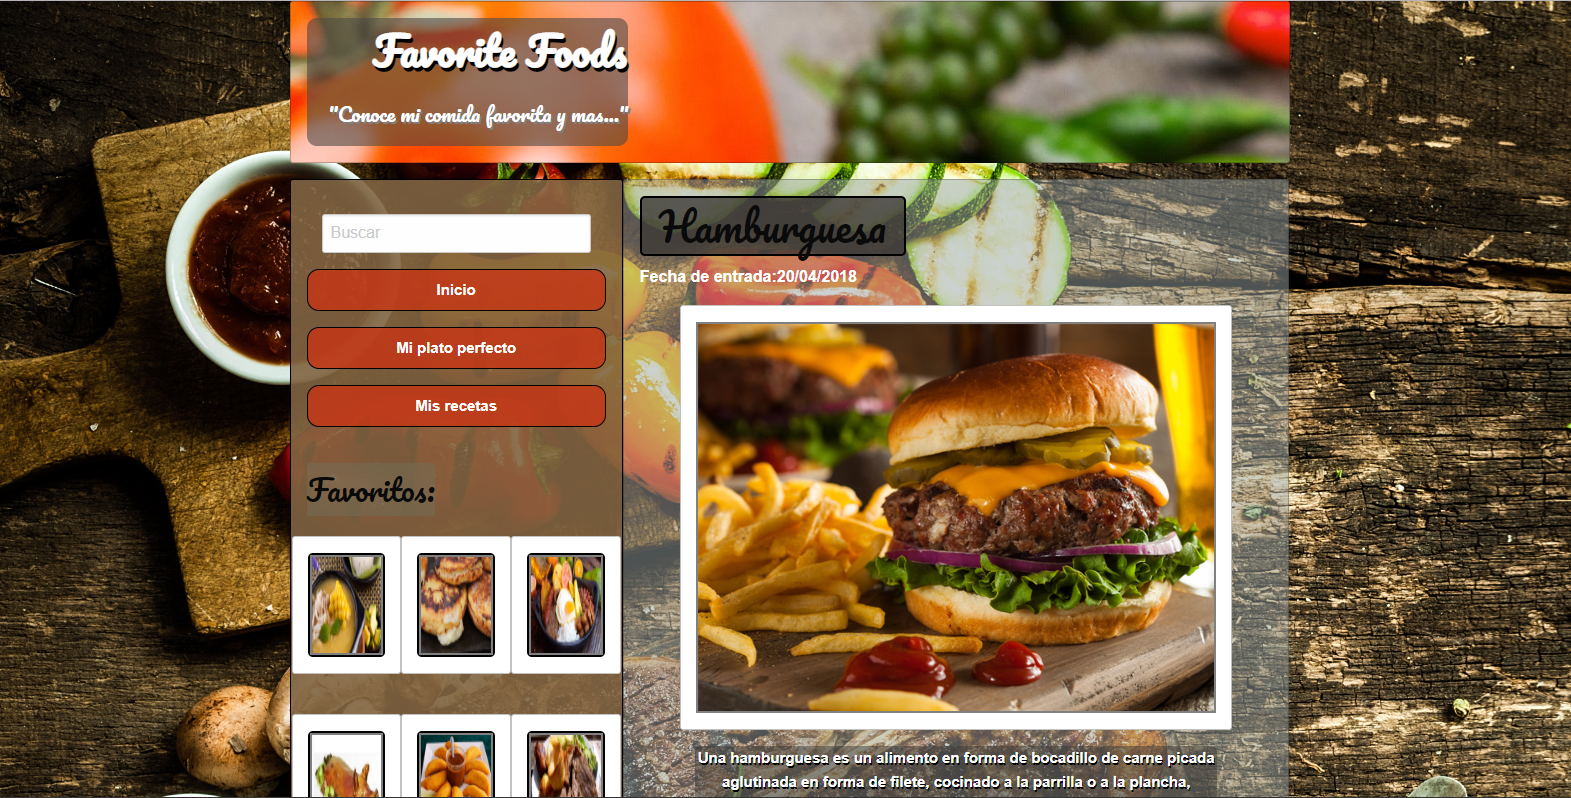 Favorite Foods
"Conoce mi comida favorita y mas..."
Buscar
Inicio
Mi plato perfecto
Mis recetas
Favoritos:
Hamburguesa
Fecha de entrada:20/04/2018
Una hamburguesa es un alimento en forma de bocadillo de carne picada
aglutinada en forma de filete, cocinado a la parrilla o a la plancha,